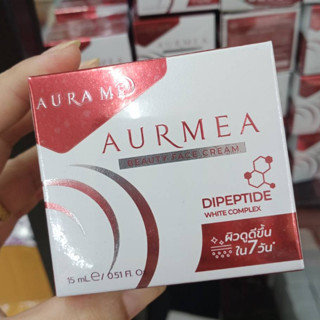 AURA ME
AURMEA
BEAUTY FACE CREAM
DIPEPTIDE
WHITE COMPLEX
ผิวดูดีขึ้น
ใน 7 วัน*
15 mL e / 0.51 Fl. Oz